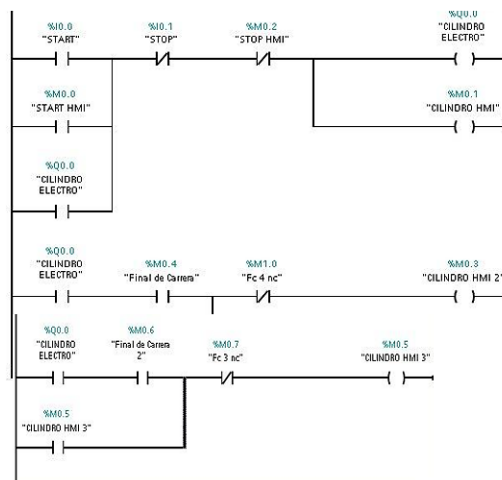 %I0.0
"START"
%I0.1
"STOP"
%M0.2
"STOP HMI"
%Q0.0
"CILINDRO
ELECTRO"
%M0.0
"START HMI"
%M0.1
"CILINDRO HMI"
%Q0.0
"CILINDRO
ELECTRO"
%Q0.0
"CILINDRO
ELECTRO"
%M0.4
"Final de Carrera"
%M1.0
"Fc 4 nc"
%M0.3
"CILINDRO HMI 2"
%Q0.0
"CILINDRO
ELECTRO"
%M0.6
"Final de Carrera
2"
%M0.7
"Fc 3 nc"
%M0.5
"CILINDRO HMI 3"
%M0.5
"CILINDRO HMI 3"